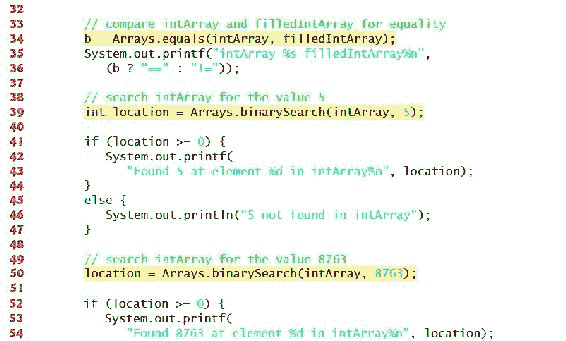 32
33 // compare intArray and filledIntArray for equality
34 b = Arrays.equals(intArray, filledIntArray);
35 System.out.printf("intArray %s filledIntArray%n",
36 (b ? "==" : "!="));
37
38 // search intArray for the value 5
39 int location = Arrays.binarySearch(intArray, 5);
40
41 if (location >= 0) {
42 System.out.printf(
43 "Found 5 at element %d in intArray%n", location);
44 }
45 else {
46 System.out.println("5 not found in intArray");
47 }
48
49 // search intArray for the value 8763
50 location = Arrays.binarySearch(intArray, 8763);
51
52 if (location >= 0) {
53 System.out.printf(
54 "Found 8763 at element %d in intArray%n", location);